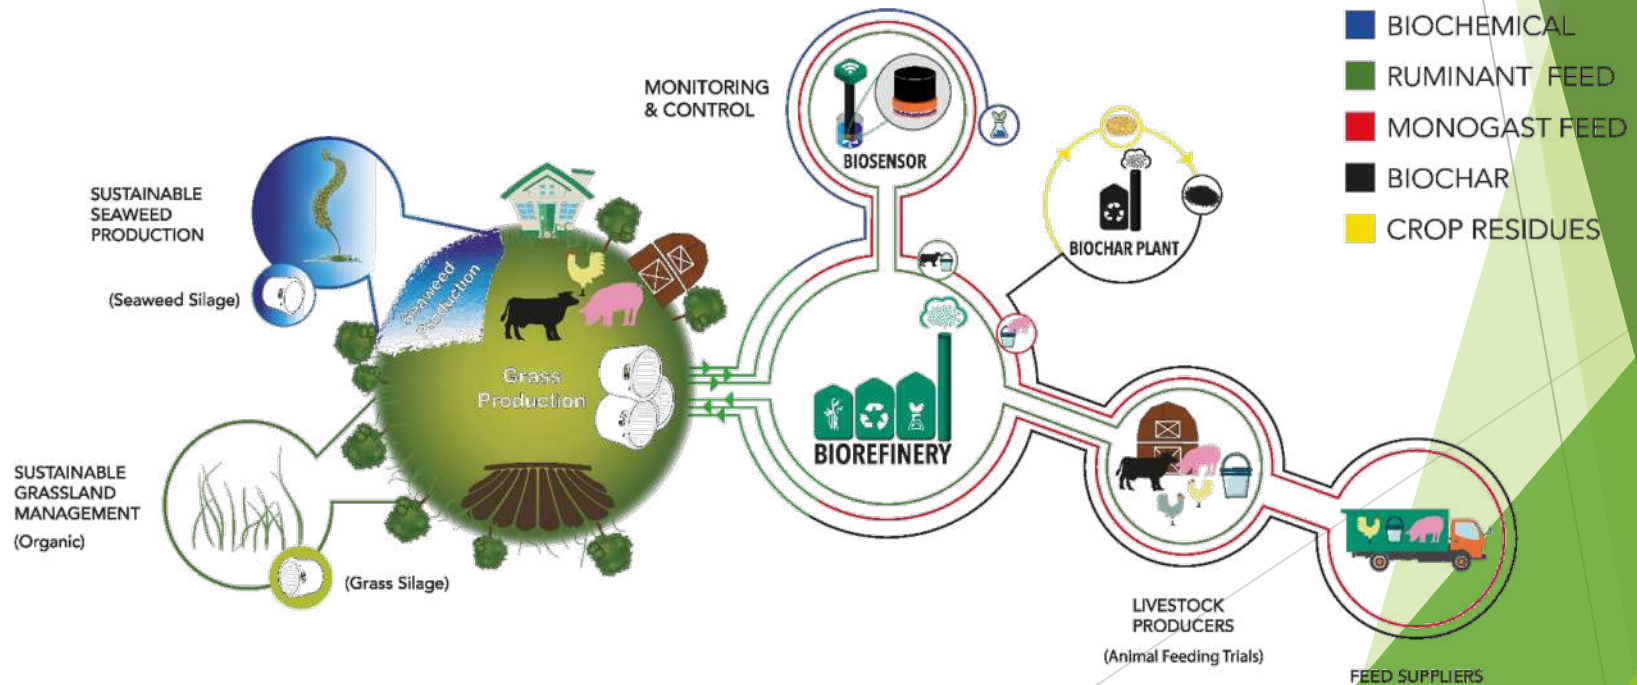 BIOCHEMICAL
RUMINANT FEED
MONOGAST FEED
BIOCHAR
CROP RESIDUES
MONITORING
& CONTROL
BIOSENSOR
BIOCHAR PLANT
SUSTAINABLE
SEAWEED
PRODUCTION
(Seaweed Silage)
Seaweed
Production
Grass
Production
BIOREFINERY
SUSTAINABLE
GRASSLAND
MANAGEMENT
(Organic)
(Grass Silage)
LIVESTOCK
PRODUCERS
(Animal Feeding Trials)
FEED SUPPLIERS